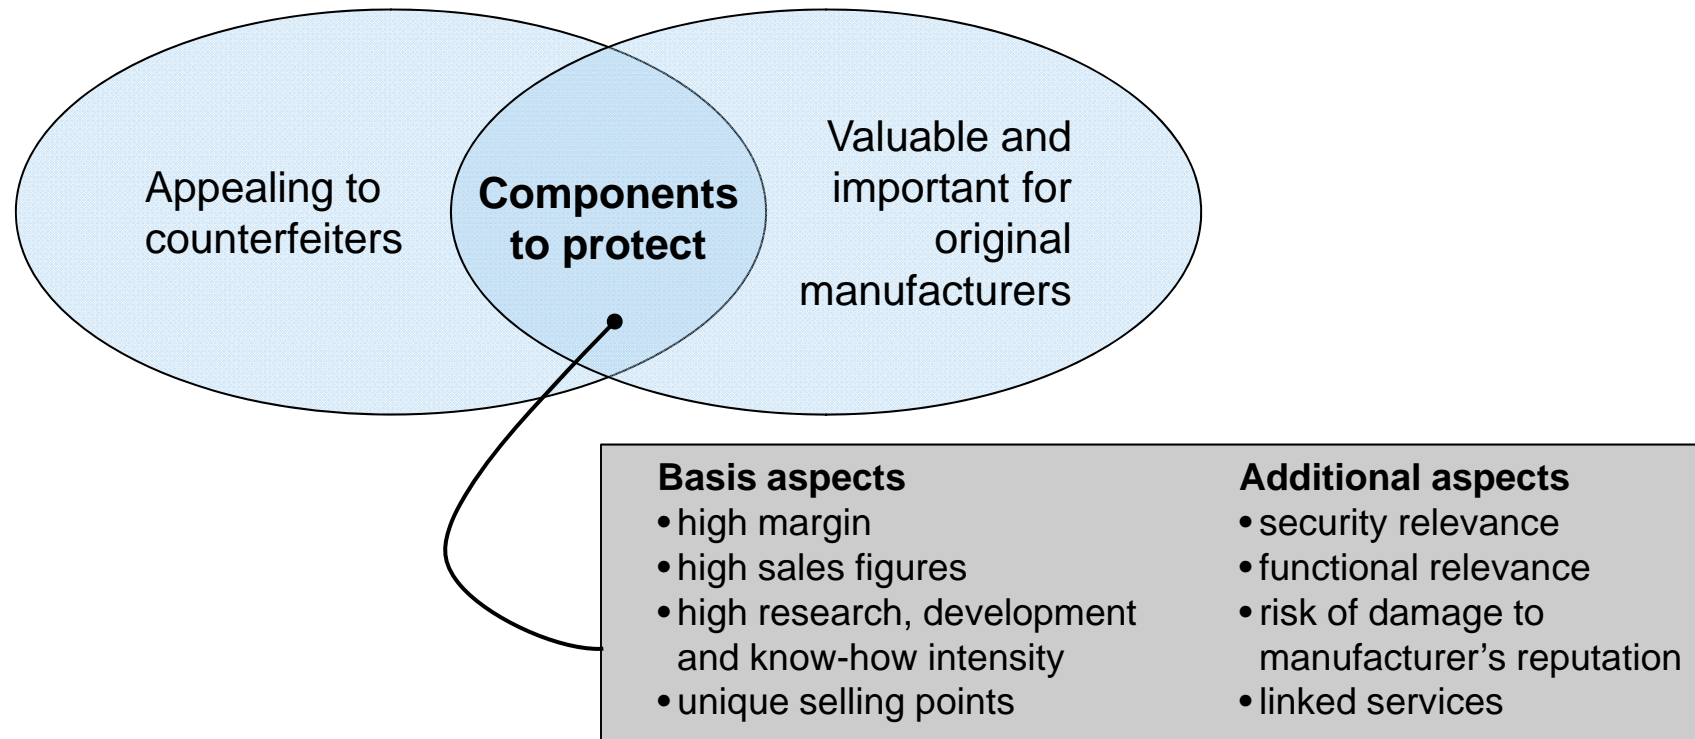 Appealing to
counterfeiters
Components
to protect
Valuable and
important for
original
manufacturers
Basis aspects
• high margin
• high sales figures
• high research, development
and know-how intensity
• unique selling points
Additional aspects
• security relevance
• functional relevance
• risk of damage to
manufacturer’s reputation
• linked services